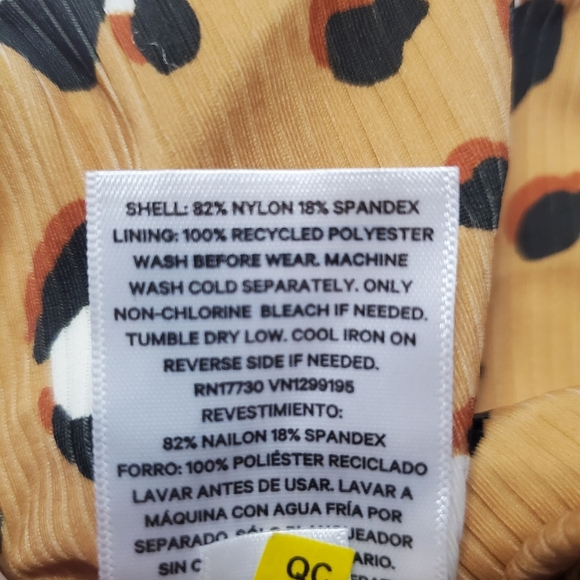 SHELL: 82% NYLON 18% SPANDEX
LINING: 100% RECYCLED POLYESTER
WASH BEFORE WEAR. MACHINE
WASH COLD SEPARATELY. ONLY
NON-CHLORINE BLEACH IF NEEDED.
TUMBLE DRY LOW. COOL IRON ON
REVERSE SIDE IF NEEDED.
RN17730 VN1299195
REVESTIMIENTO:
82% NAILON 18% SPANDEX
FORRO: 100% POLIÉSTER RECICLADO
LAVAR ANTES DE USAR. LAVAR A
MÁQUINA CON AGUA FRÍA POR
SEPARADO.
SIN
QC